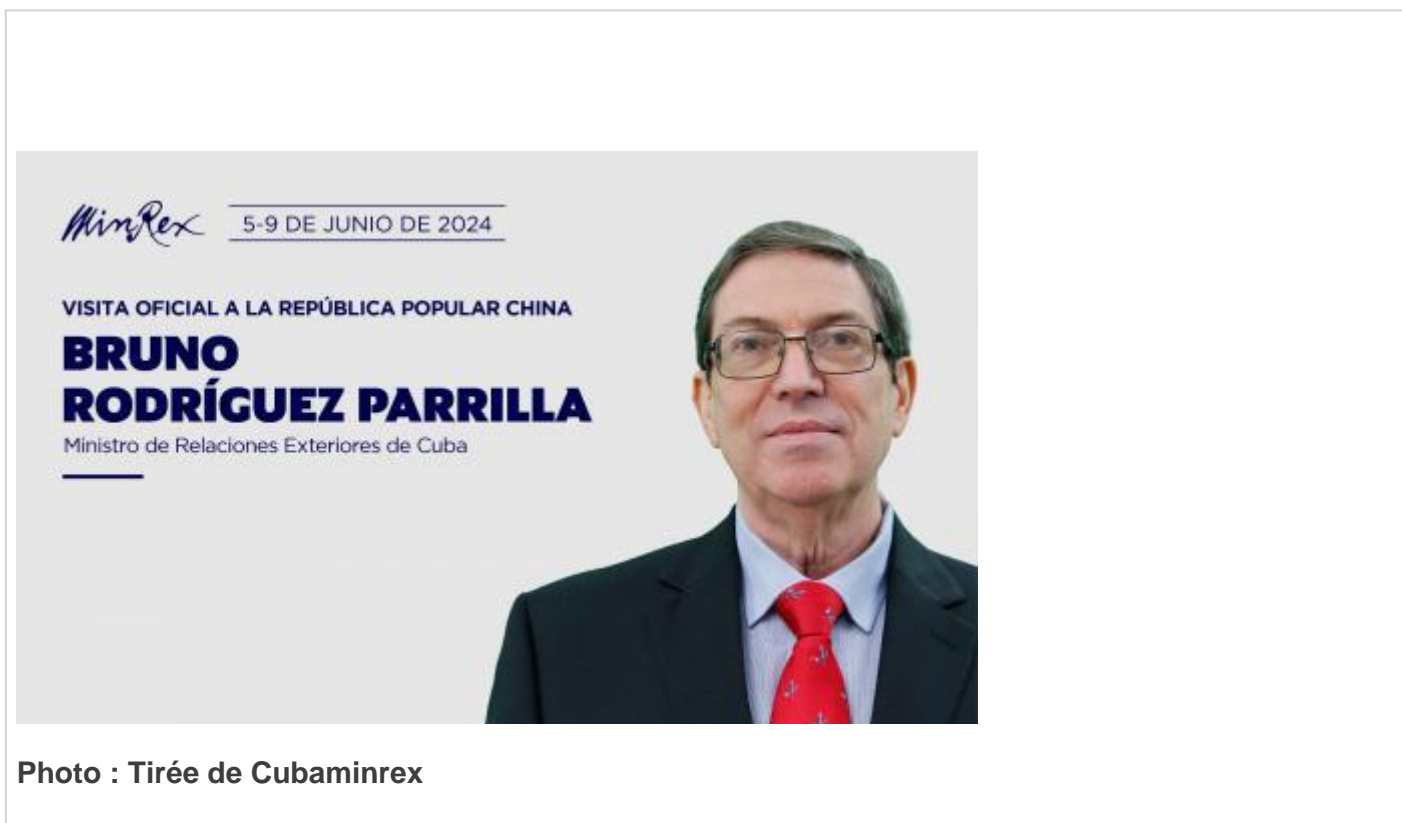 MinRex
5-9 DE JUNIO DE 2024
VISITA OFICIAL A LA REPÚBLICA POPULAR CHINA
BRUNO
RODRÍGUEZ PARRILLA
Ministro de Relaciones Exteriores de Cuba
Photo : Tirée de Cubaminrex